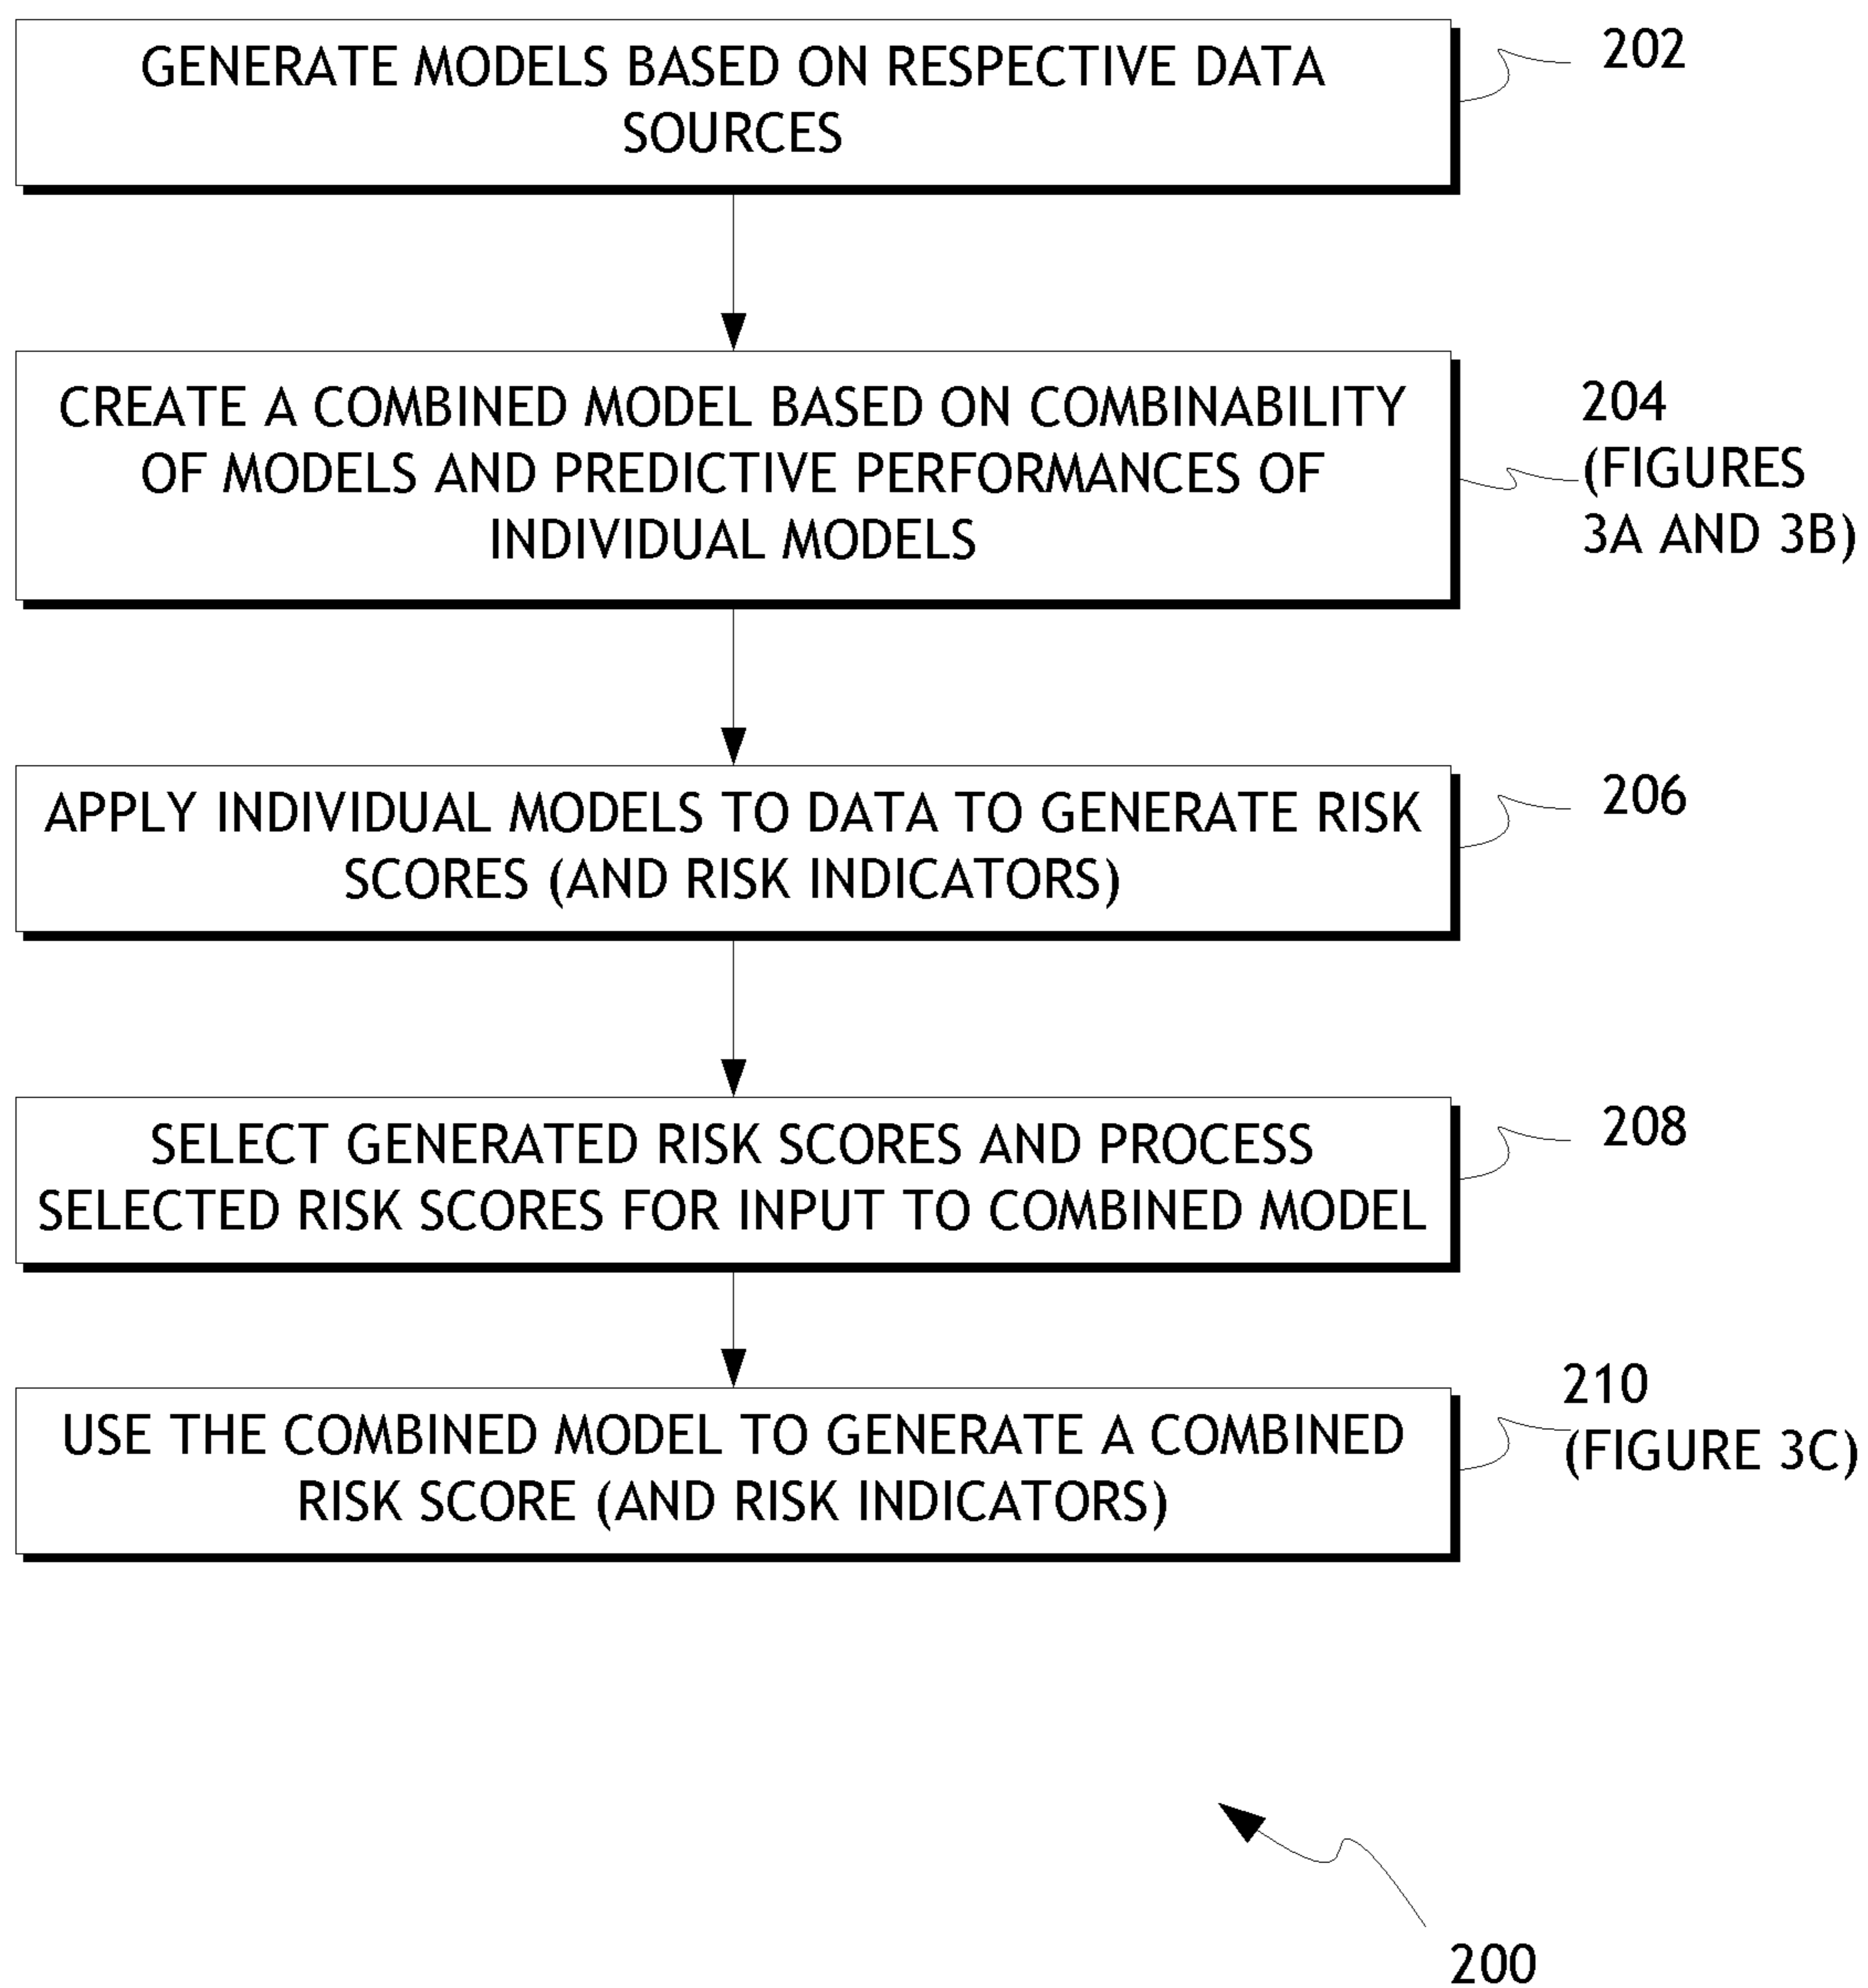 GENERATE MODELS BASED ON RESPECTIVE DATA
SOURCES
202
CREATE A COMBINED MODEL BASED ON COMBINABILITY
OF MODELS AND PREDICTIVE PERFORMANCES OF
INDIVIDUAL MODELS
204
(FIGURES
3A AND 3B)
APPLY INDIVIDUAL MODELS TO DATA TO GENERATE RISK
SCORES (AND RISK INDICATORS)
206
SELECT GENERATED RISK SCORES AND PROCESS
SELECTED RISK SCORES FOR INPUT TO COMBINED MODEL
208
USE THE COMBINED MODEL TO GENERATE A COMBINED
RISK SCORE (AND RISK INDICATORS)
210
(FIGURE 3C)
200